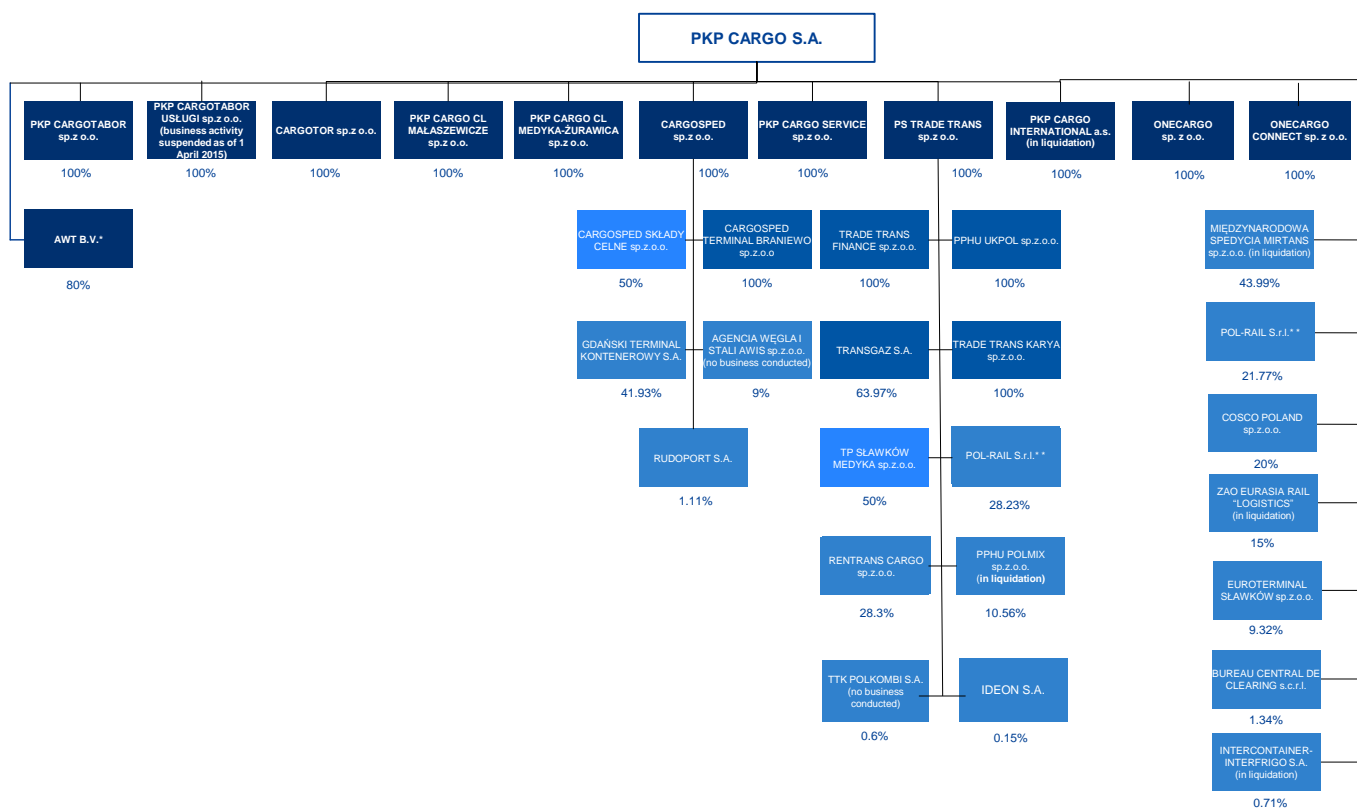 PKP CARGO S.A.
PKP CARGOTABOR
sp.z o.o.
100%
PKP CARGOTABOR
USŁUGI sp.z o.o.
(business activity
suspended as of 1
April 2015)
100%
CARGOTOR sp.z o.o.
100%
PKP CARGO CL
MAŁASZEWICZE
sp.z o.o.
100%
PKP CARGO CL
MEDYKA-ŻURAWICA
sp.z o.o.
100%
CARGOSPED
sp.z o.o.
100%
PKP CARGO SERVICE
sp.z o.o.
100%
PS TRADE TRANS
sp.z o.o.
100%
PKP CARGO
INTERNATIONAL a.s.
(in liquidation)
100%
ONECARGO
sp.z o.o.
100%
ONECARGO
CONNECT sp. z o.o.
100%
AWT B.V.*
80%
CARGOSPED SKŁADY
CELNE sp.z.o.o.
50%
CARGOSPED
TERMINAL BRANIEWO
sp.z.o.o
100%
TRADE TRANS
FINANCE sp.z.o.o.
100%
PPHU UKPOL sp.z.o.o.
100%
MIĘDZYNARODOWA
SPEDYCIA MIRTANS
sp.z.o.o. (in liquidation)
43.99%
GDAŃSKI TERMINAL
KONTENEROWY S.A.
41.93%
AGENCIA WĘGLA I
STALI AWIS sp.z.o.o.
(no business conducted)
9%
TRANSGAZ S.A.
63.97%
TRADE TRANS KARYA
sp.z.o.o.
100%
POL-RAIL S.r.l.* *
21.77%
RUDOPORT S.A.
1.11%
TP SŁAWKÓW
MEDYKA sp.z.o.o.
50%
POL-RAIL S.r.l.* *
28.23%
COSCO POLAND
sp.z.o.o.
20%
ZAO EURASIA RAIL
"LOGISTICS"
(in liquidation)
15%
RENTRANS CARGO
sp.z.o.o.
28.3%
PPHU POLMIX
sp.z.o.o.
(in liquidation)
10.56%
EUROTERMINAL
SŁAWKÓW sp.z.o.o.
9.32%
TTK POLKOMBI S.A.
(no business
conducted)
0.6%
IDEON S.A.
0.15%
BUREAU CENTRAL DE
CLEARING s.c.r.l.
1.34%
INTERCONTAINER-
INTERFRIGO S.A.
(in liquidation)
0.71%